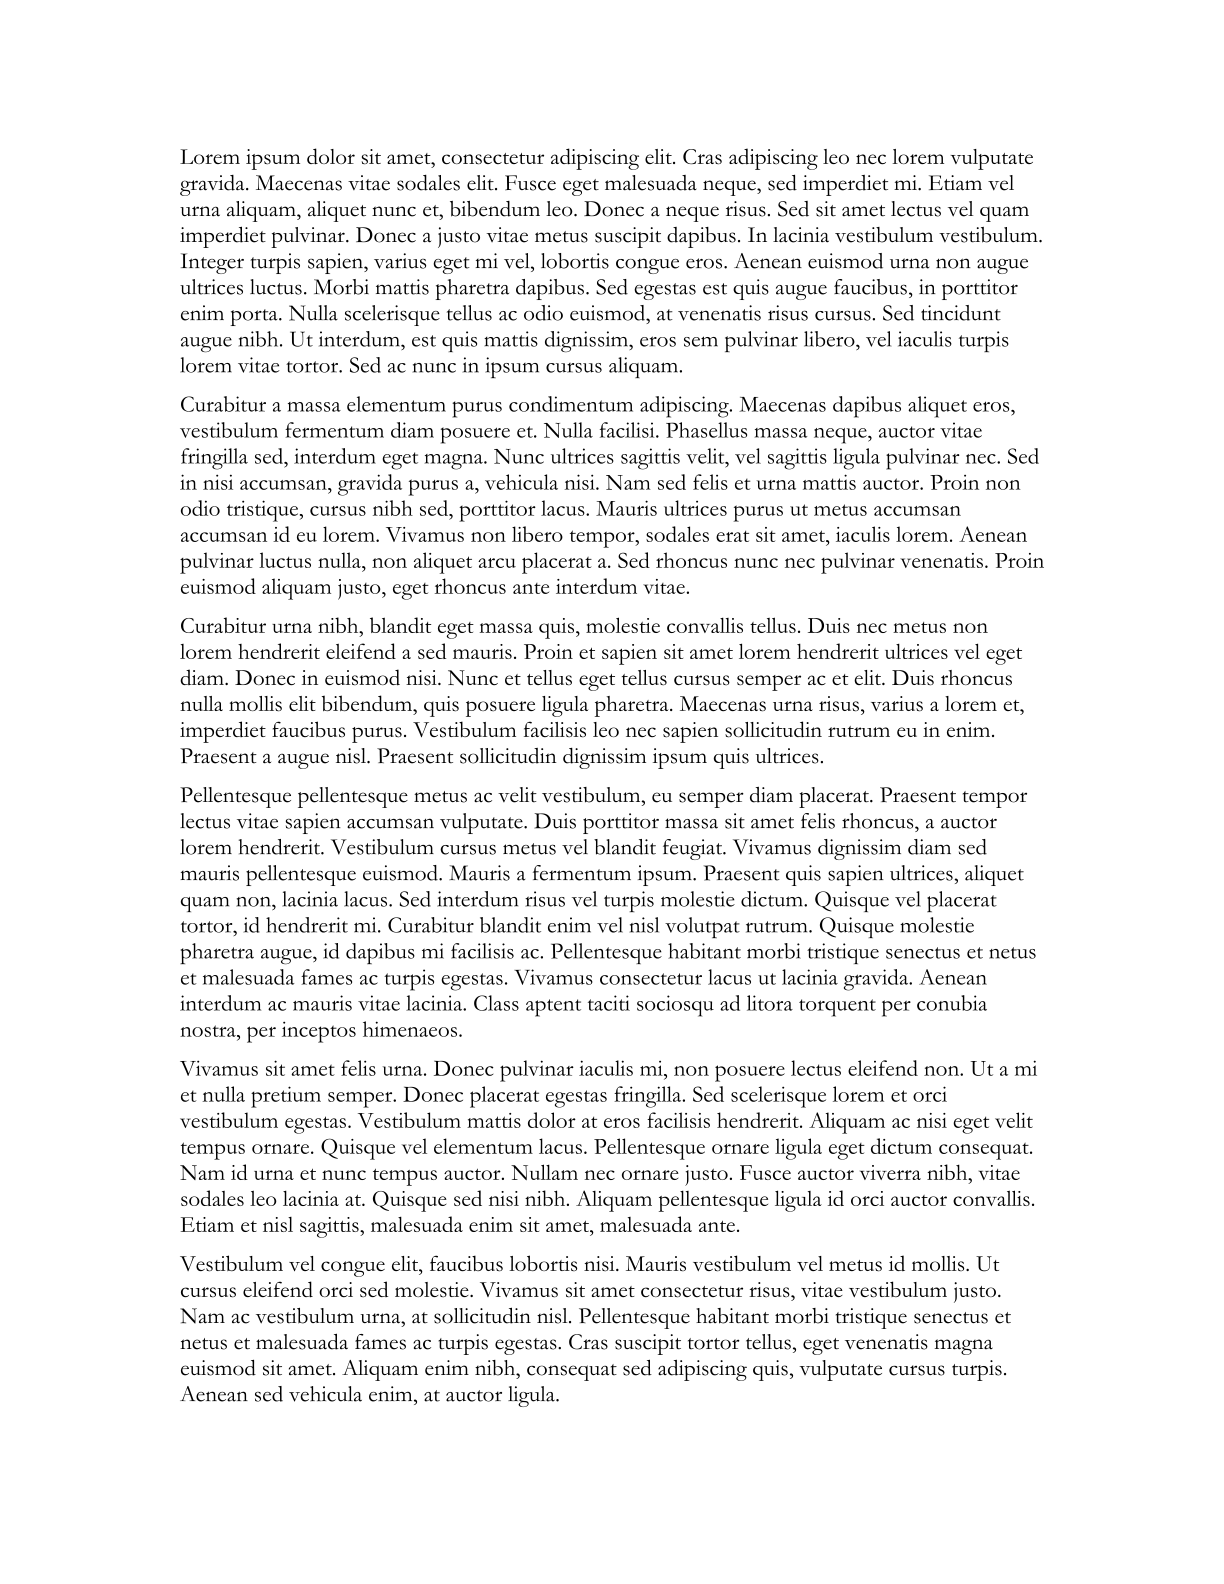 Lorem ipsum dolor sit amet, consectetur adipiscing elit. Cras adipiscing leo nec lorem vulputate
gravida. Maecenas vitae sodales elit. Fusce eget malesuada neque, sed imperdiet mi. Etiam vel
urna aliquam, aliquet nunc et, bibendum leo. Donec a neque risus. Sed sit amet lectus vel quam
imperdiet pulvinar. Donec a justo vitae metus suscipit dapibus. In lacinia vestibulum vestibulum.
Integer turpis sapien, varius eget mi vel, lobortis congue eros. Aenean euismod urna non augue
ultrices luctus. Morbi mattis pharetra dapibus. Sed egestas est quis augue faucibus, in porttitor
enim porta. Nulla scelerisque tellus ac odio euismod, at venenatis risus cursus. Sed tincidunt
augue nibh. Ut interdum, est quis mattis dignissim, eros sem pulvinar libero, vel iaculis turpis
lorem vitae tortor. Sed ac nunc in ipsum cursus aliquam.
Curabitur a massa elementum purus condimentum adipiscing. Maecenas dapibus aliquet eros,
vestibulum fermentum diam posuere et. Nulla facilisi. Phasellus massa neque, auctor vitae
fringilla sed, interdum eget magna. Nunc ultrices sagittis velit, vel sagittis ligula pulvinar nec. Sed
in nisi accumsan, gravida purus a, vehicula nisi. Nam sed felis et urna mattis auctor. Proin non
odio tristique, cursus nibh sed, porttitor lacus. Mauris ultrices purus ut metus accumsan
accumsan id eu lorem. Vivamus non libero tempor, sodales erat sit amet, iaculis lorem. Aenean
pulvinar luctus nulla, non aliquet arcu placerat a. Sed rhoncus nunc nec pulvinar venenatis. Proin
euismod aliquam justo, eget rhoncus ante interdum vitae.
Curabitur urna nibh, blandit eget massa quis, molestie convallis tellus. Duis nec metus non
lorem hendrerit eleifend a sed mauris. Proin et sapien sit amet lorem hendrerit ultrices vel eget
diam. Donec in euismod nisi. Nunc et tellus eget tellus cursus semper ac et elit. Duis rhoncus
nulla mollis elit bibendum, quis posuere ligula pharetra. Maecenas urna risus, varius a lorem et,
imperdiet faucibus purus. Vestibulum facilisis leo nec sapien sollicitudin rutrum eu in enim.
Praesent a augue nisl. Praesent sollicitudin dignissim ipsum quis ultrices.
Pellentesque pellentesque metus ac velit vestibulum, eu semper diam placerat. Praesent tempor
lectus vitae sapien accumsan vulputate. Duis porttitor massa sit amet felis rhoncus, a auctor
lorem hendrerit. Vestibulum cursus metus vel blandit feugiat. Vivamus dignissim diam sed
mauris pellentesque euismod. Mauris a fermentum ipsum. Praesent quis sapien ultrices, aliquet
quam non, lacinia lacus. Sed interdum risus vel turpis molestie dictum. Quisque vel placerat
tortor, id hendrerit mi. Curabitur blandit enim vel nisl volutpat rutrum. Quisque molestie
pharetra augue, id dapibus mi facilisis ac. Pellentesque habitant morbi tristique senectus et netus
et malesuada fames ac turpis egestas. Vivamus consectetur lacus ut lacinia gravida. Aenean
interdum ac mauris vitae lacinia. Class aptent taciti sociosqu ad litora torquent per conubia
nostra, per inceptos himenaeos.
Vivamus sit amet felis urna. Donec pulvinar iaculis mi, non posuere lectus eleifend non. Ut a mi
et nulla pretium semper. Donec placerat egestas fringilla. Sed scelerisque lorem et orci
vestibulum egestas. Vestibulum mattis dolor at eros facilisis hendrerit. Aliquam ac nisi eget velit
tempus ornare. Quisque vel elementum lacus. Pellentesque ornare ligula eget dictum consequat.
Nam id urna et nunc tempus auctor. Nullam nec ornare justo. Fusce auctor viverra nibh, vitae
sodales leo lacinia at. Quisque sed nisi nibh. Aliquam pellentesque ligula id orci auctor convallis.
Etiam et nisl sagittis, malesuada enim sit amet, malesuada ante.
Vestibulum vel congue elit, faucibus lobortis nisi. Mauris vestibulum vel metus id mollis. Ut
cursus eleifend orci sed molestie. Vivamus sit amet consectetur risus, vitae vestibulum justo.
Nam ac vestibulum urna, at sollicitudin nisl. Pellentesque habitant morbi tristique senectus et
netus et malesuada fames ac turpis egestas. Cras suscipit tortor tellus, eget venenatis magna
euismod sit amet. Aliquam enim nibh, consequat sed adipiscing quis, vulputate cursus turpis.
Aenean sed vehicula enim, at auctor ligula.